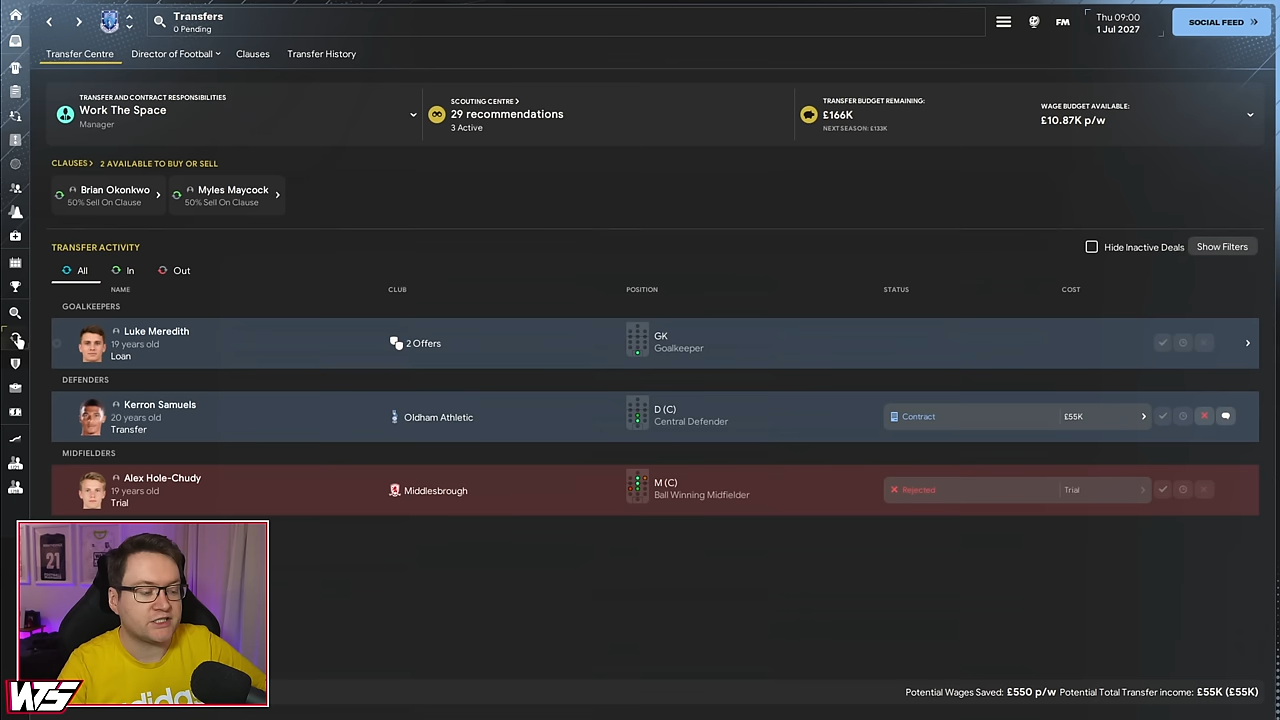 Transfers
0 Pending
FM
Thu 09:00
1 Jul 2027
SOCIAL FEED
Transfer Centre
Director of Football
Clauses
Transfer History
TRANSFER AND CONTRACT RESPONSIBILITIES
Work The Space
Manager
SCOUTING CENTRE >
29 recommendations
3 Active
TRANSFER BUDGET REMAINING:
£166K
NEXT SEASON: £133K
WAGE BUDGET AVAILABLE:
£10.87K p/w
CLAUSES > 2 AVAILABLE TO BUY OR SELL
Brian Okonkwo
50% Sell On Clause
Myles Maycock
50% Sell On Clause
TRANSFER ACTIVITY
Hide Inactive Deals
Show Filters
All
In
Out
NAME
CLUB
POSITION
STATUS
COST
GOALKEEPERS
Luke Meredith
19 years old
Loan
2 Offers
GK
Goalkeeper
DEFENDERS
Kerron Samuels
20 years old
Transfer
Oldham Athletic
D (C)
Central Defender
Contract
£55K
MIDFIELDERS
Alex Hole-Chudy
19 years old
Trial
Middlesbrough
M (C)
Ball Winning Midfielder
Rejected
Trial
21
adidas
WTS
Potential Wages Saved: £550 p/w Potential Total Transfer income: £55K (£55K)